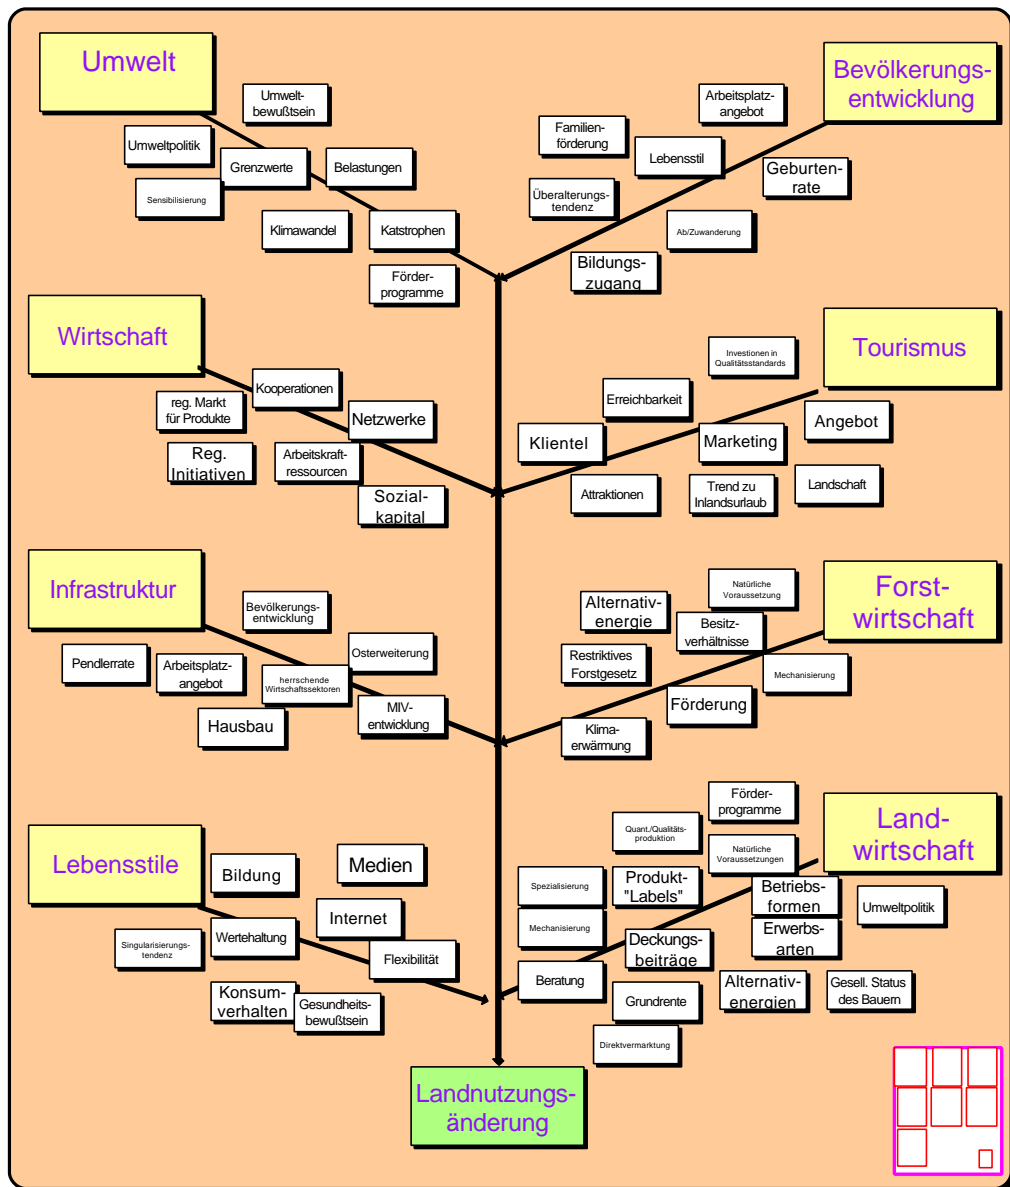 Umwelt
Umwelt-
bewußtsein
Umweltpolitik
Grenzwerte
Belastungen
Sensibilisierung
Klimawandel
Katstrophen
Förder-
programme
Bevölkerungs-
entwicklung
Arbeitsplatz-
angebot
Familien-
förderung
Lebensstil
Geburten-
rate
Überalterungs-
tendenz
Ab/Zuwanderung
Bildungs-
zugang
Wirtschaft
Kooperationen
reg. Markt
für Produkte
Netzwerke
Reg.
Initiativen
Arbeitskraft-
ressourcen
Sozial-
kapital
Tourismus
Investionen in
Qualitätsstandards
Erreichbarkeit
Angebot
Klientel
Marketing
Attraktionen
Trend zu
Inlandsurlaub
Landschaft
Infrastruktur
Bevölkerungs-
entwicklung
Osterweiterung
Pendlerrate
Arbeitsplatz-
angebot
herrschende
Wirtschaftssektoren
Hausbau
MIV-
entwicklung
Forst-
wirtschaft
Natürliche
Voraussetzung
Alternativ-
energie
Besitz-
verhältnisse
Restriktives
Forstgesetz
Mechanisierung
Förderung
Klima-
erwärmung
Lebensstile
Bildung
Medien
Internet
Wertehaltung
Singularisierungs-
tendenz
Flexibilität
Konsum-
verhalten
Gesundheits-
bewußtsein
Land-
wirtschaft
Förder-
programme
Quant./Qualitäts-
produktion
Natürliche
Voraussetzungen
Spezialisierung
Produkt-
"Labels"
Betriebs-
formen
Umweltpolitik
Mechanisierung
Erwerbs-
arten
Deckungs-
beiträge
Beratung
Grundrente
Alternativ-
energien
Gesell. Status
des Bauern
Direktvermarktung
Landnutzungs-
änderung